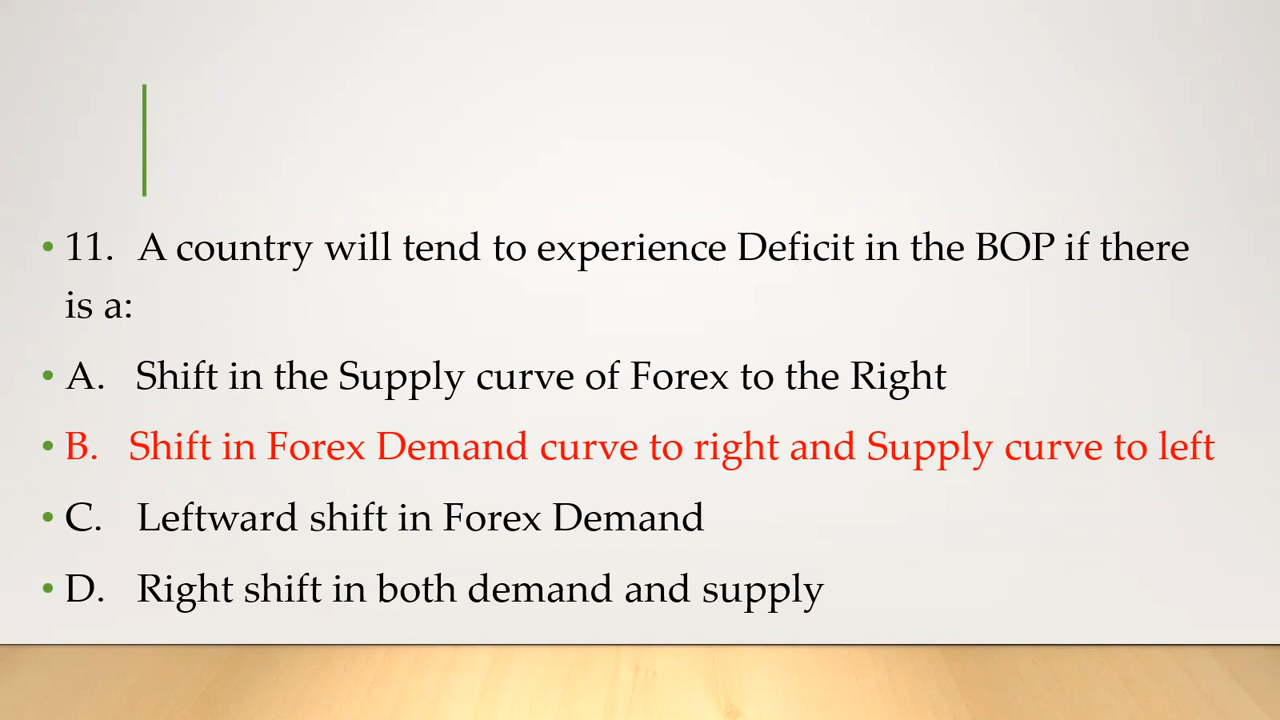 • 11. A country will tend to experience Deficit in the BOP if there
is a:
• A. Shift in the Supply curve of Forex to the Right
• B. Shift in Forex Demand curve to right and Supply curve to left
• C. Leftward shift in Forex Demand
• D. Right shift in both demand and supply